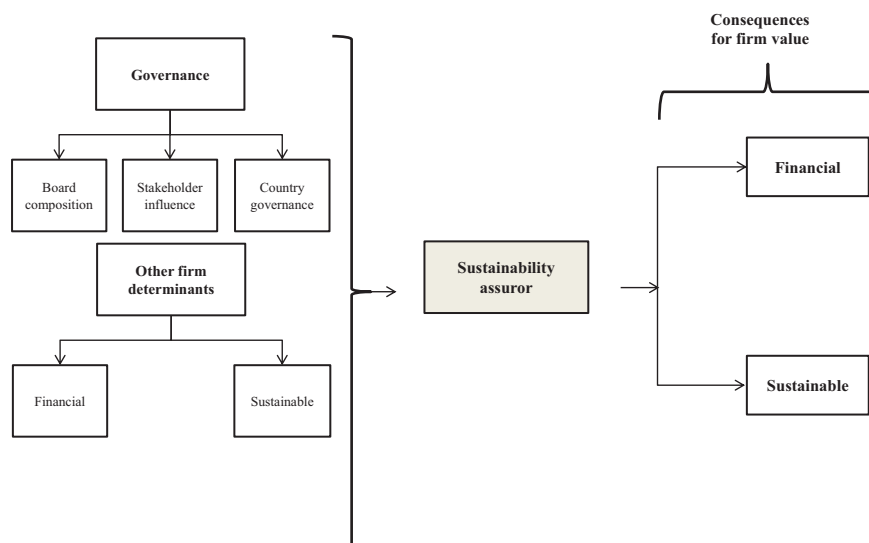 Consequences
for firm value
Governance
Board
composition
Stakeholder
influence
Country
governance
Other firm
determinants
Financial
Sustainable
Sustainability
assuror
Financial
Sustainable